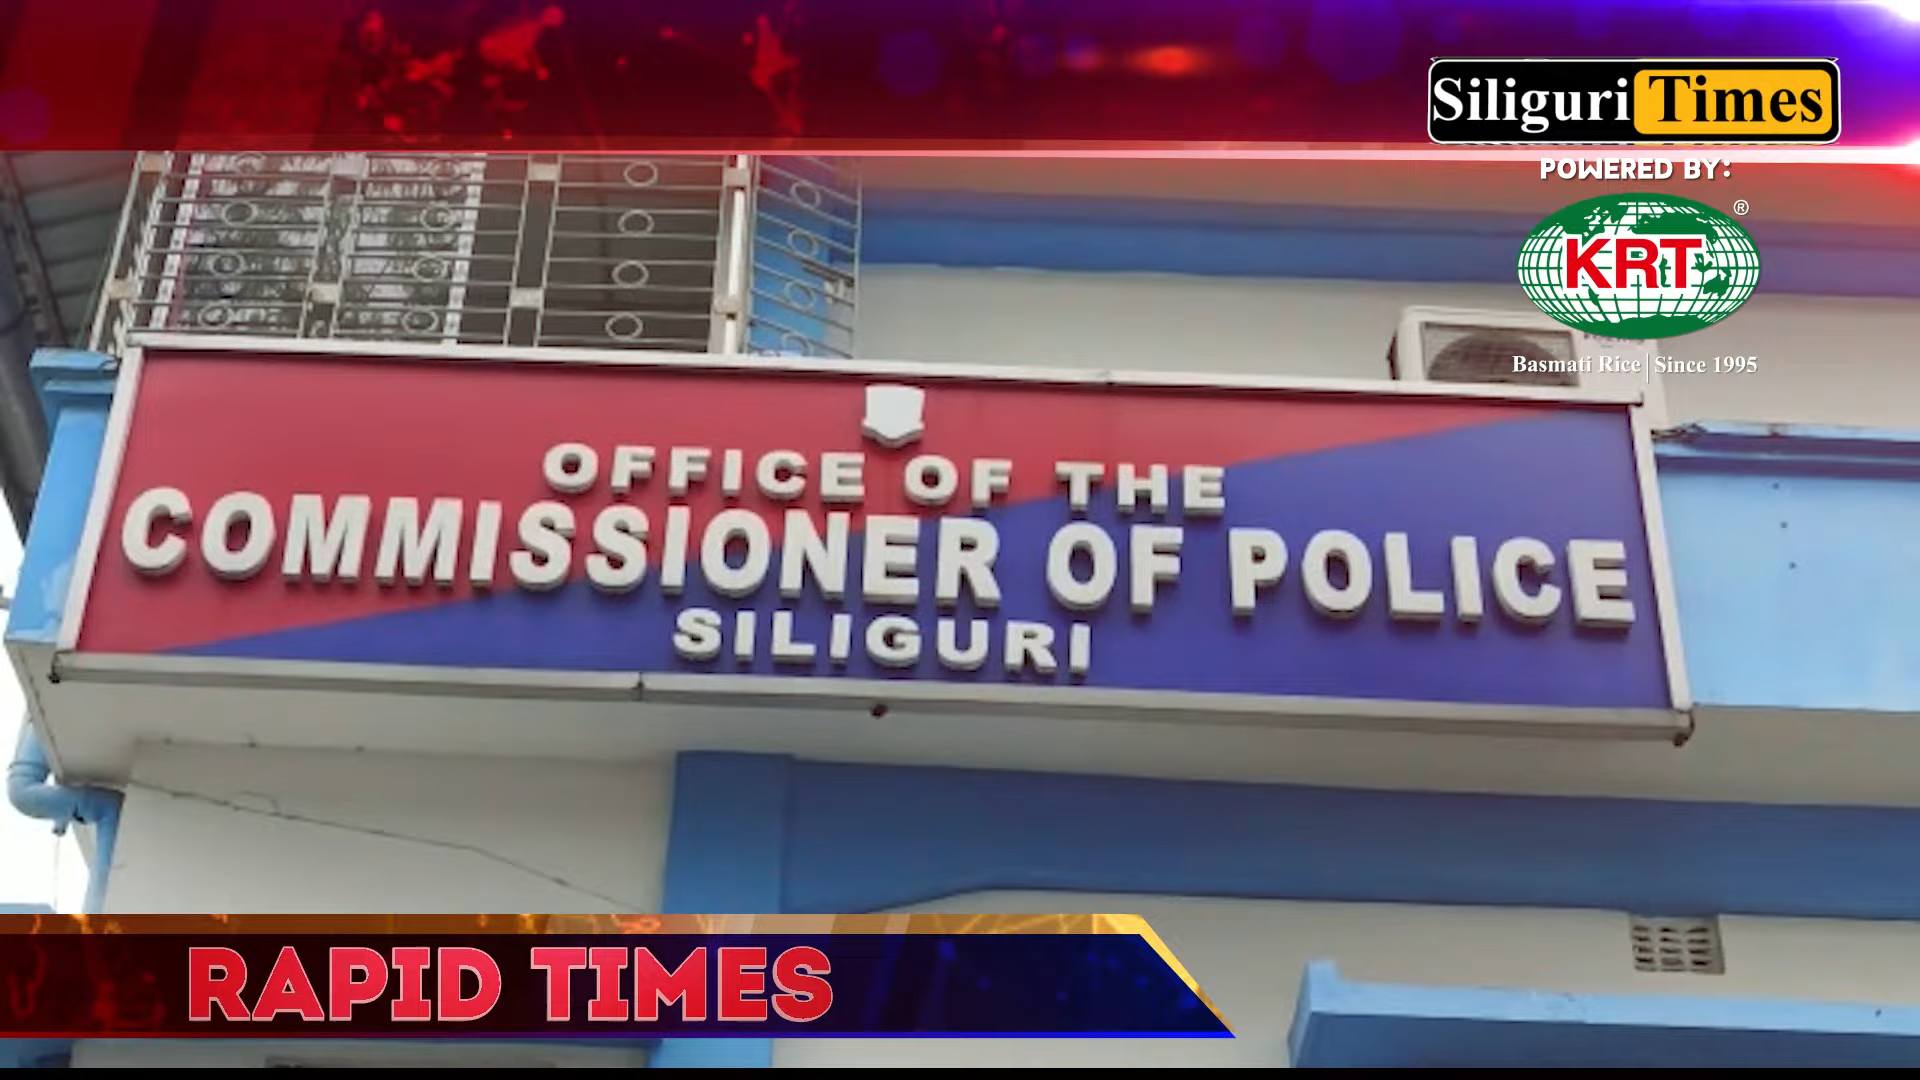 Siliguri Times
POWERED BY:
KRT
®
Basmati Rice | Since 1995
OFFICE OF THE
COMMISSIONER OF POLICE
SILIGURI
RAPID TIMES